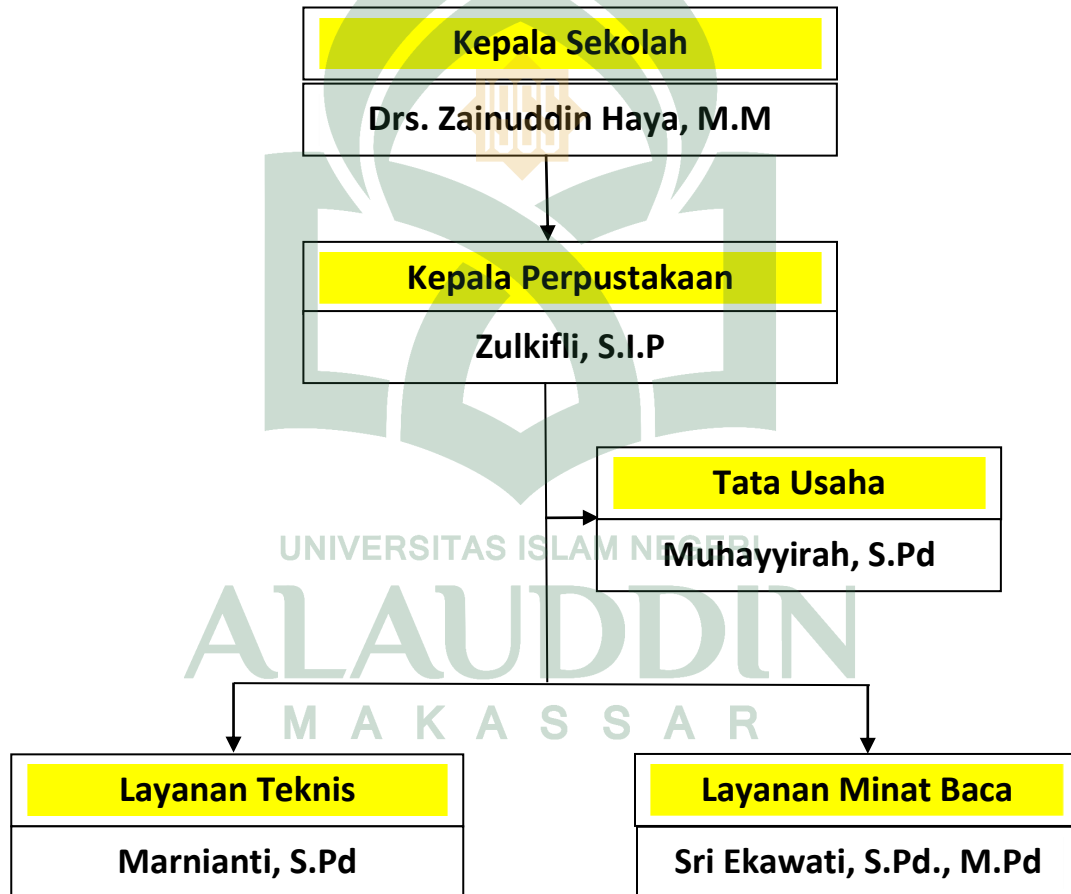 Kepala Sekolah
Drs. Zainuddin Haya, M.M
Kepala Perpustakaan
Zulkifli, S.I.P
Tata Usaha
Muhayyirah, S.Pd
UNIVERSITAS ISLAM NEGERI
ALAUDDIN
MAKASSAR
Layanan Teknis
Marnianti, S.Pd
Layanan Minat Baca
Sri Ekawati, S.Pd., M.Pd